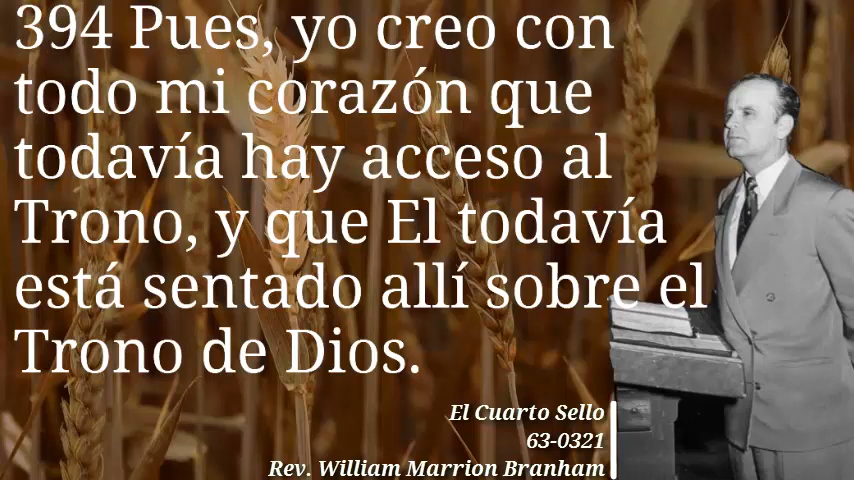 394 Pues, yo creo con
todo mi corazón que
todavía hay acceso al
Trono, y que El todavía
está sentado allí sobre el
Trono de Dios.
El Cuarto Sello
63-0321
Rev. William Marrion Branham